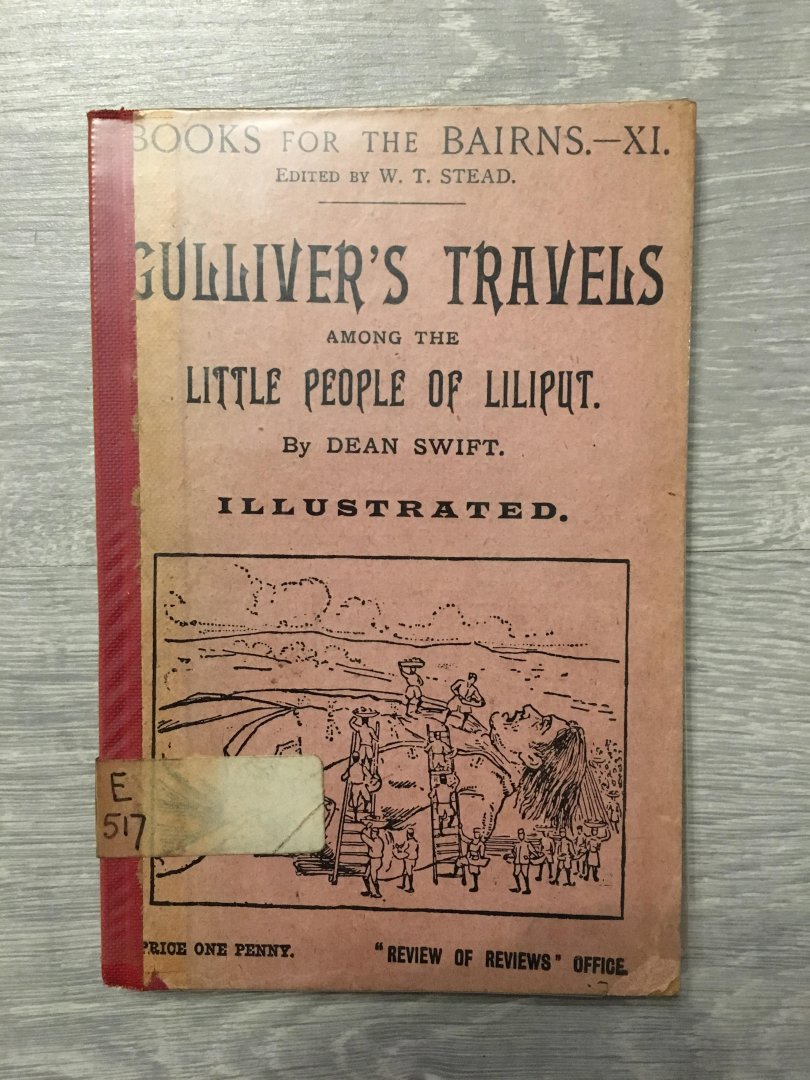 BOOKS FOR THE BAIRNS.—XI.
EDITED BY W. T. STEAD.
GULLIVER'S TRAVELS
AMONG THE
LITTLE PEOPLE OF LILIPUT.
By DEAN SWIFT.
ILLUSTRATED.
E
517
PRICE ONE PENNY.
"REVIEW OF REVIEWS" OFFICE.